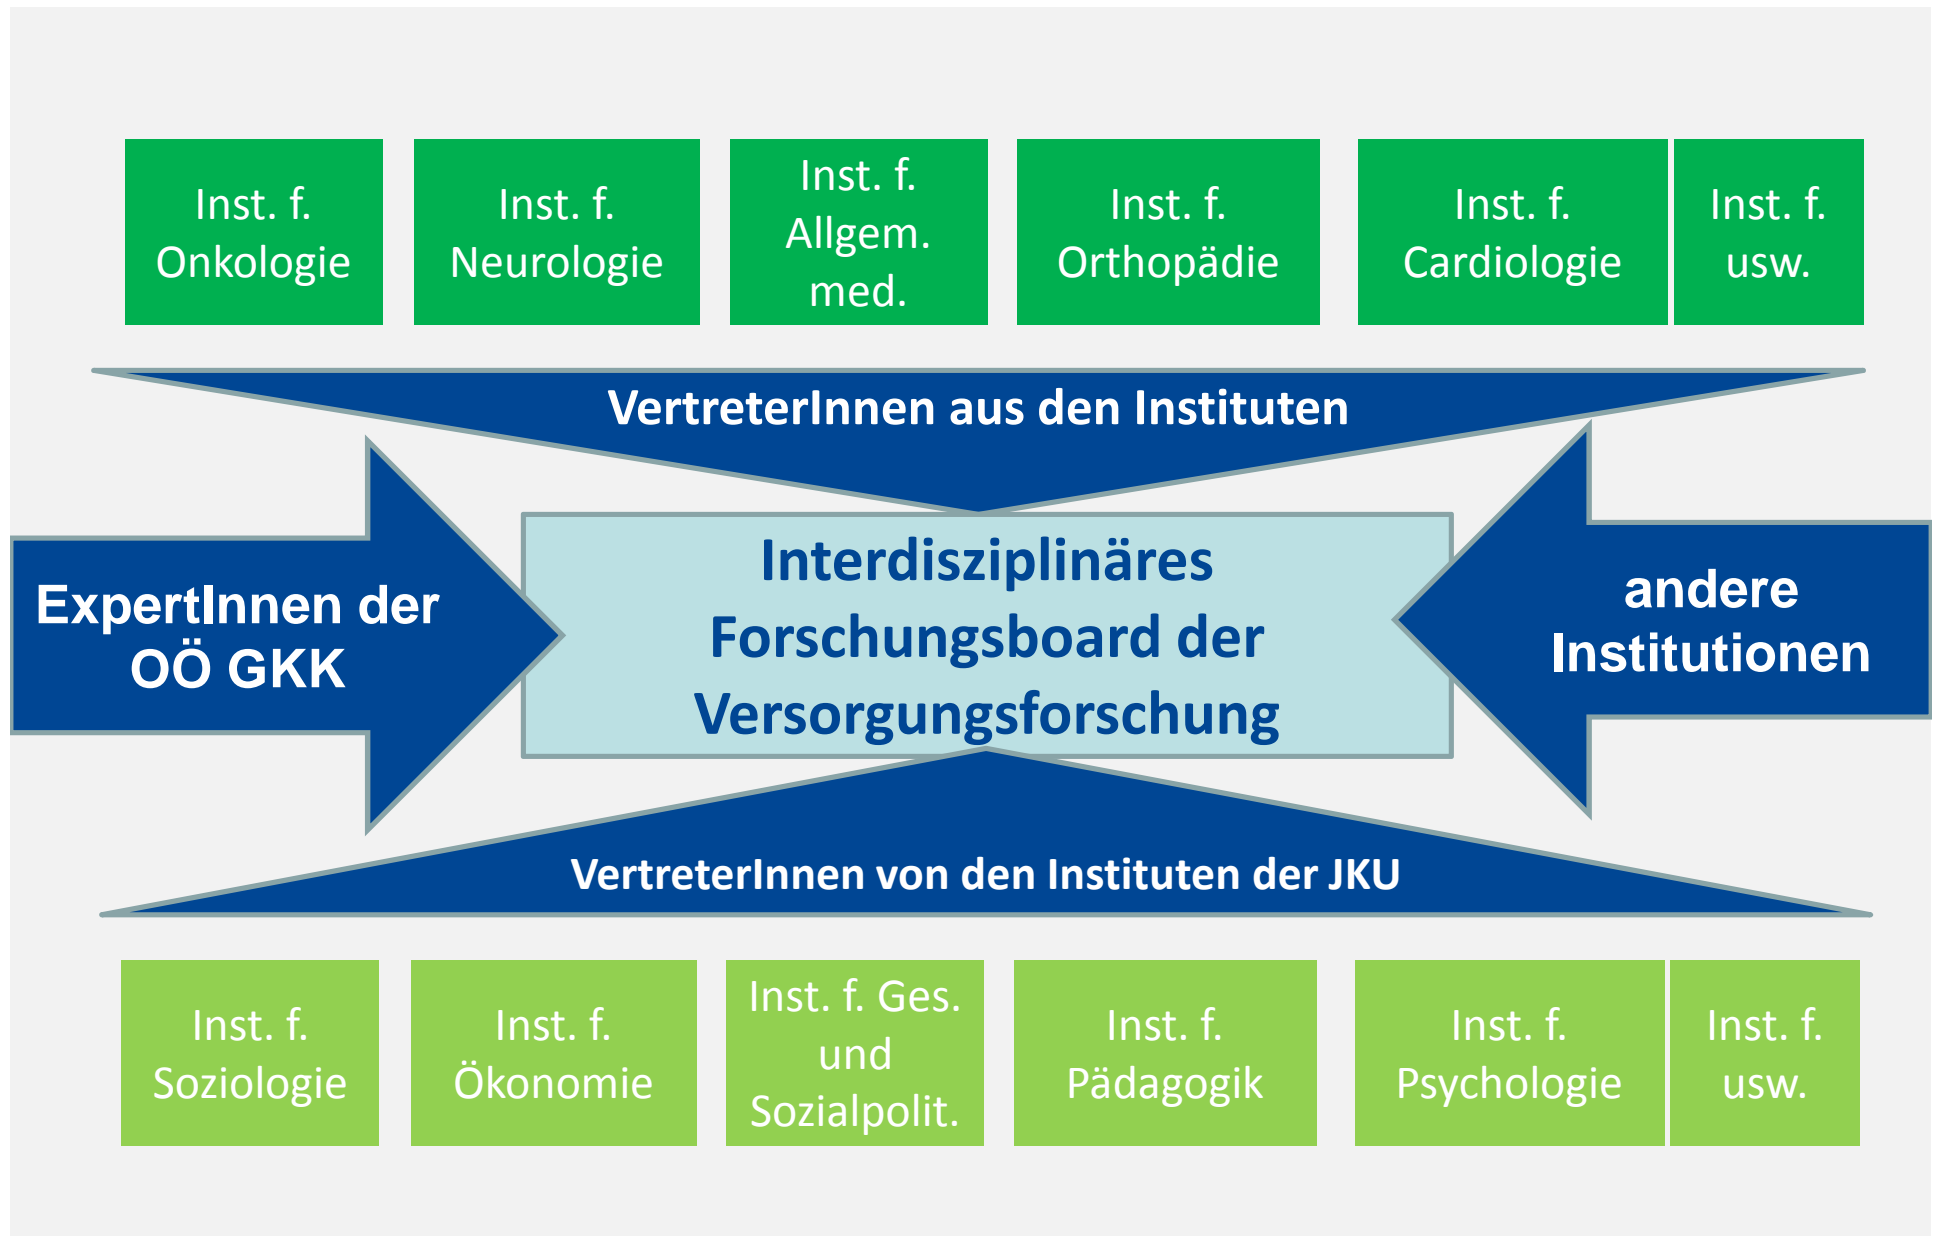 Inst. f.
Onkologie
Inst. f.
Neurologie
Inst. f.
Allgem.
med.
Inst. f.
Orthopädie
Inst. f.
Cardiologie
Inst. f.
usw.
VertreterInnen aus den Instituten
ExpertInnen der
OÖ GKK
Interdisziplinäres
Forschungsboard der
Versorgungsforschung
andere
Institutionen
VertreterInnen von den Instituten der JKU
Inst. f.
Soziologie
Inst. f.
Ökonomie
Inst. f. Ges.
und
Sozialpolit.
Inst. f.
Pädagogik
Inst. f.
Psychologie
Inst. f.
usw.